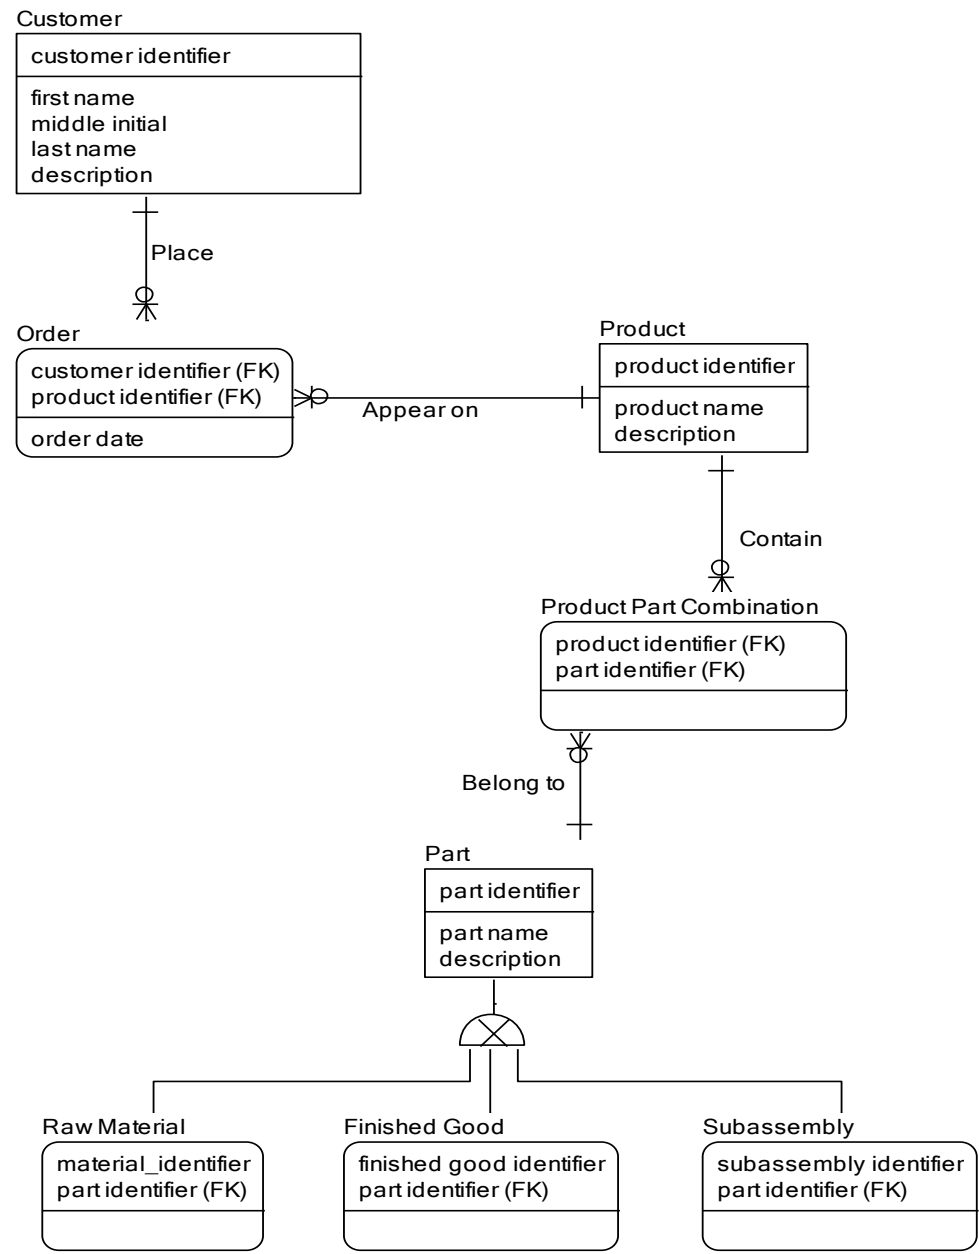 Customer
customer identifier
first name
middle initial
last name
description
Place
Order
customer identifier (FK)
product identifier (FK)
order date
Appear on
Product
product identifier
product name
description
Contain
Product Part Combination
product identifier (FK)
part identifier (FK)
Belong to
Part
part identifier
part name
description
Raw Material
material_identifier
part identifier (FK)
Finished Good
finished good identifier
part identifier (FK)
Subassembly
subassembly identifier
part identifier (FK)